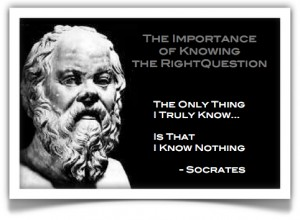 The Importance
of Knowing
the RightQuestion
The Only Thing
I Truly Know...
Is That
I Know Nothing
- Socrates